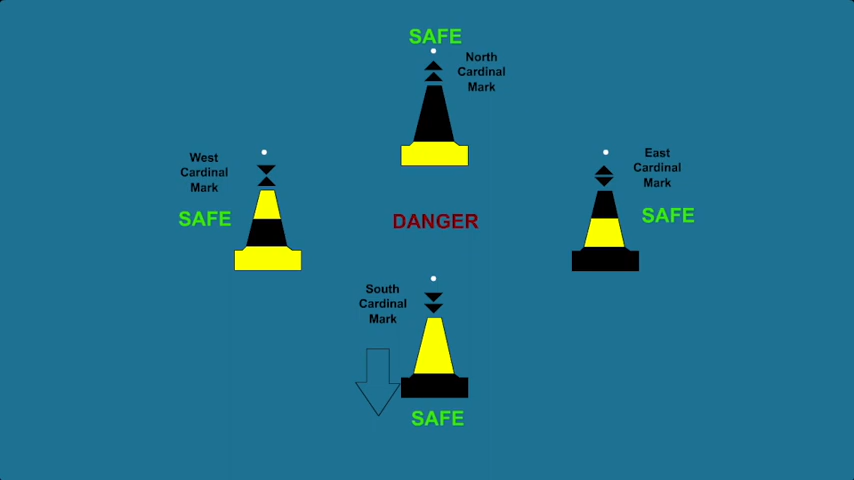 SAFE
North
Cardinal
Mark
West
Cardinal
Mark
SAFE
East
Cardinal
Mark
SAFE
DANGER
South
Cardinal
Mark
SAFE